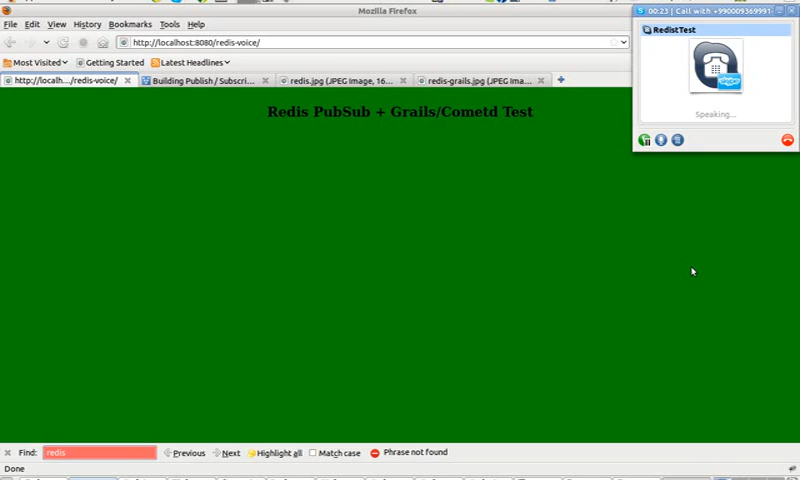 Mozilla Firefox
File Edit View History Bookmarks Tools Help
http://localhost:8080/redis-voice/
Most Visited Getting Started Latest Headlines
http://localh.../redis-voice/ Building Publish / Subscri... redis.jpg (JPEG Image, 16... redis-grails.jpg (JPEG Ima...
Redis PubSub + Grails/Cometd Test
00:23 | Call with +990009369991
RedistTest
skype
Speaking...
Find: redis Previous Next Highlight all Match case Phrase not found
Done